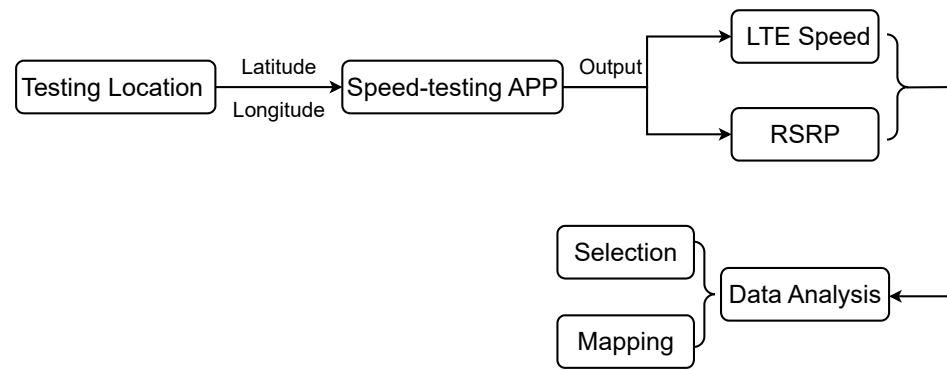 Testing Location
Latitude
Longitude
Speed-testing APP
Output
LTE Speed
RSRP
Selection
Mapping
Data Analysis